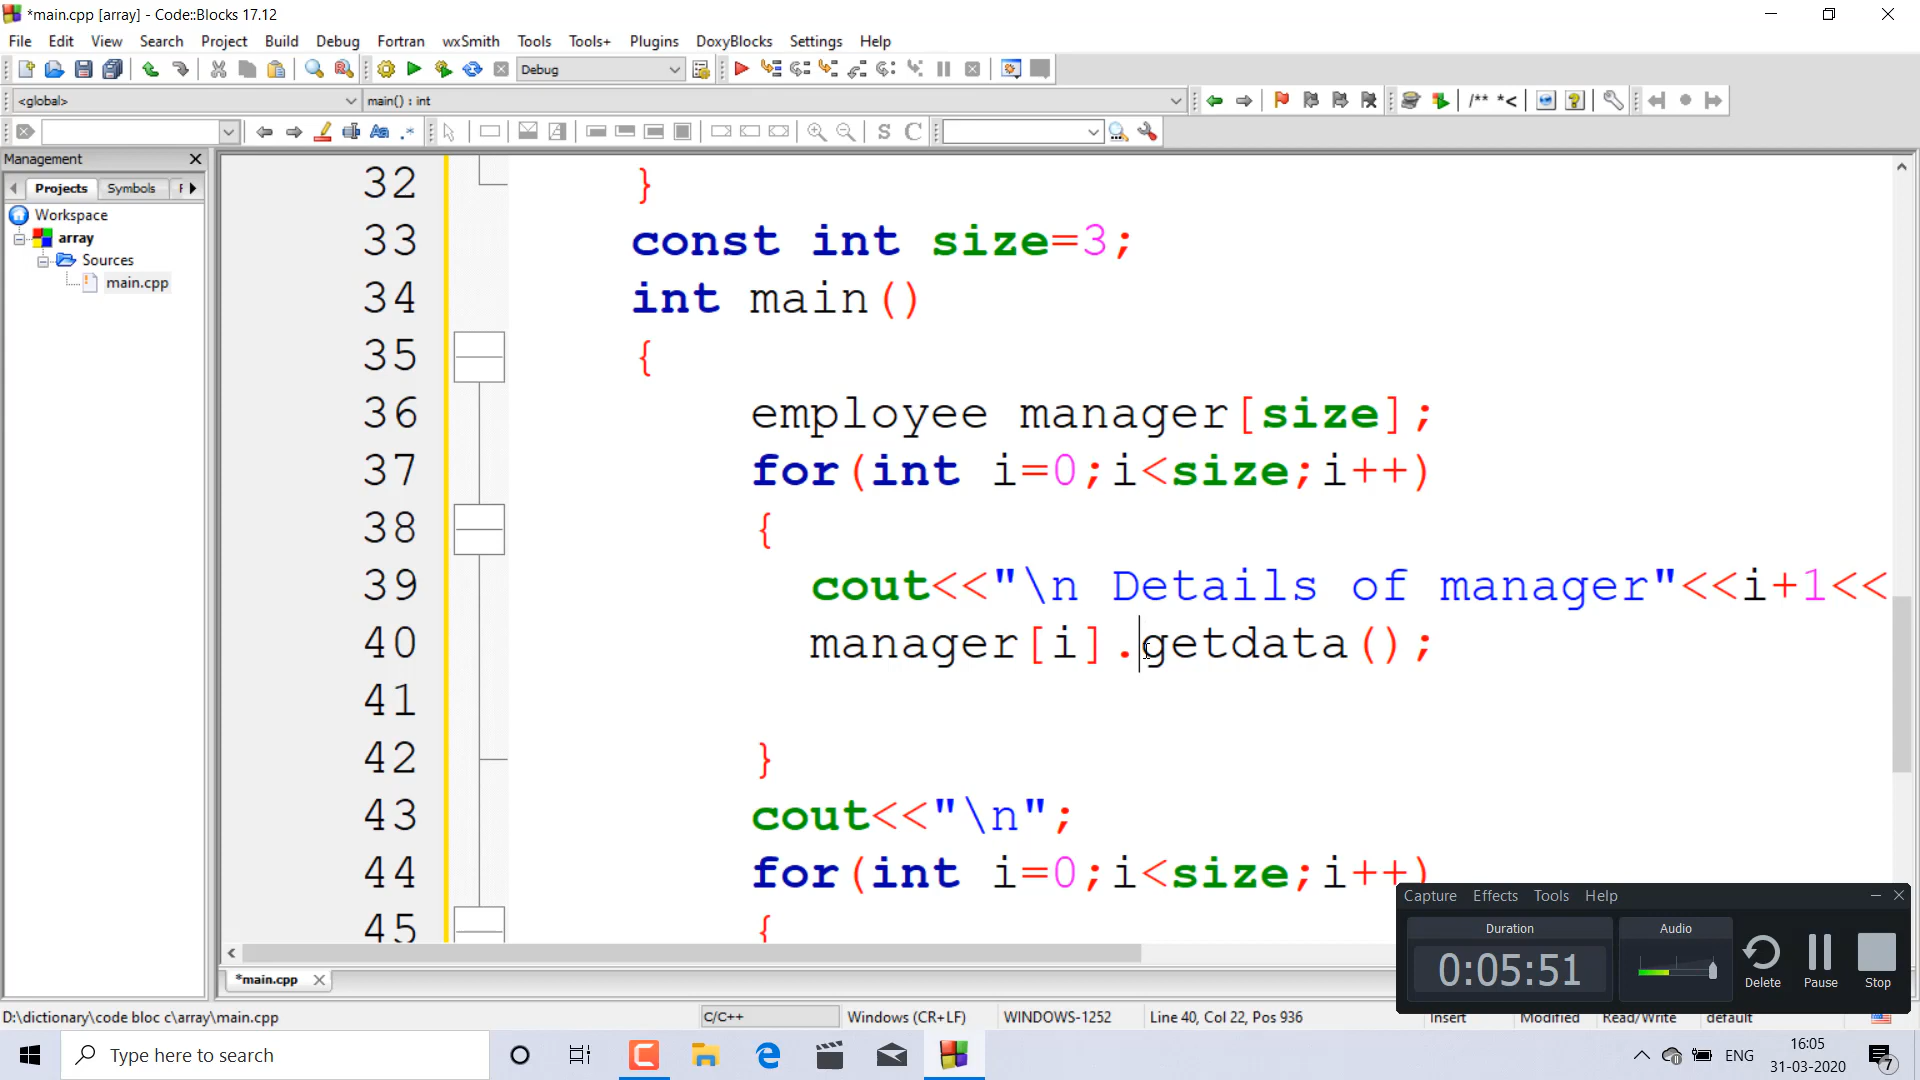 *main.cpp [array] - Code::Blocks 17.12
File Edit View Search Project Build Debug Fortran wxSmith Tools Tools+ Plugins DoxyBlocks Settings Help
Debug
<global> main() : int
/** *<
Aa .* S C
Management
Projects Symbols F
Workspace
array
Sources
main.cpp
32 }
33 const int size=3;
34 int main()
35 {
36 employee manager[size];
37 for(int i=0;i<size;i++)
38 {
39 cout<<"\n Details of manager"<<i+1<<
40 manager[i].getdata();
41
42 }
43 cout<<"\n";
44 for(int i=0;i<size;i++)
45 {
*main.cpp
Capture Effects Tools Help
Duration Audio
0:05:51
Delete Pause Stop
D:\dictionary\code bloc c\array\main.cpp C/C++ Windows (CR+LF) WINDOWS-1252 Line 40, Col 22, Pos 936 Insert Modified Read/Write default
Type here to search
ENG
16:05
31-03-2020
7